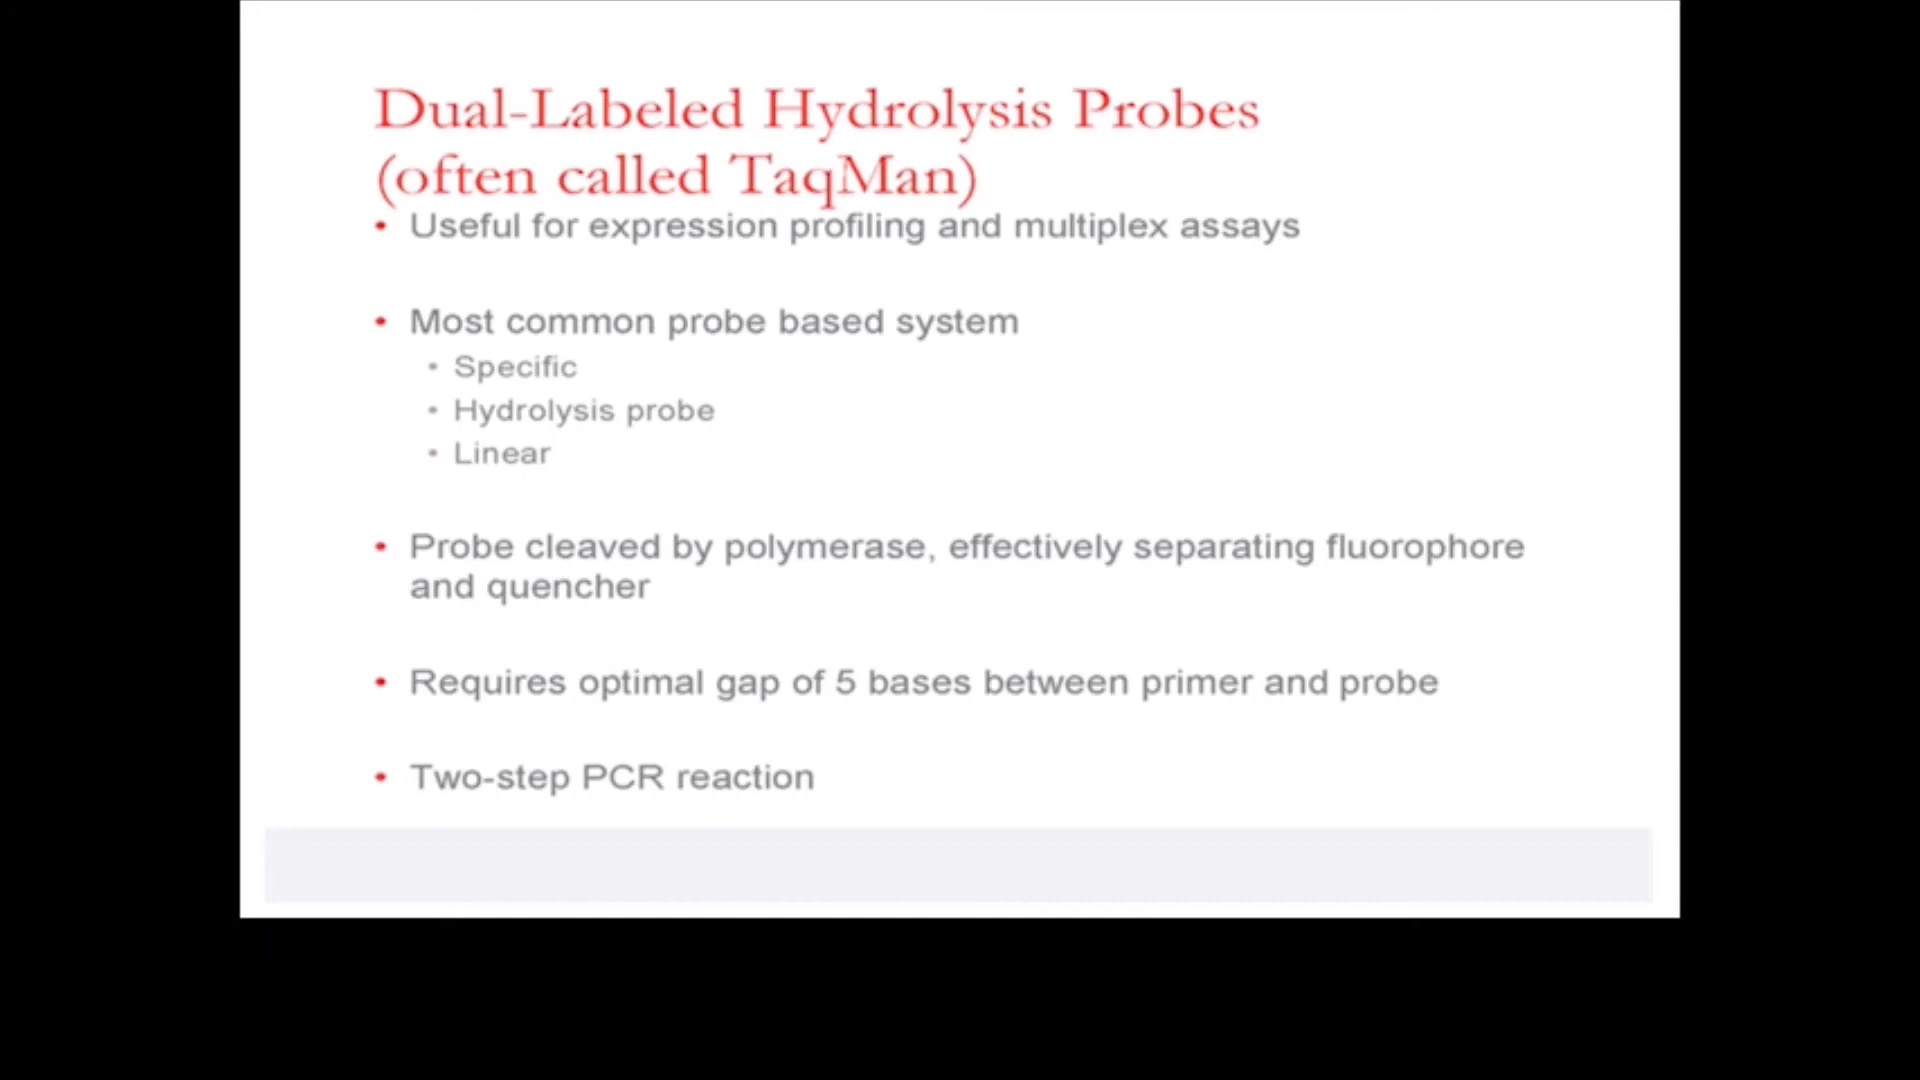 Dual-Labeled Hydrolysis Probes
(often called TaqMan)
• Useful for expression profiling and multiplex assays
• Most common probe based system
• Specific
• Hydrolysis probe
• Linear
• Probe cleaved by polymerase, effectively separating fluorophore
and quencher
• Requires optimal gap of 5 bases between primer and probe
• Two-step PCR reaction